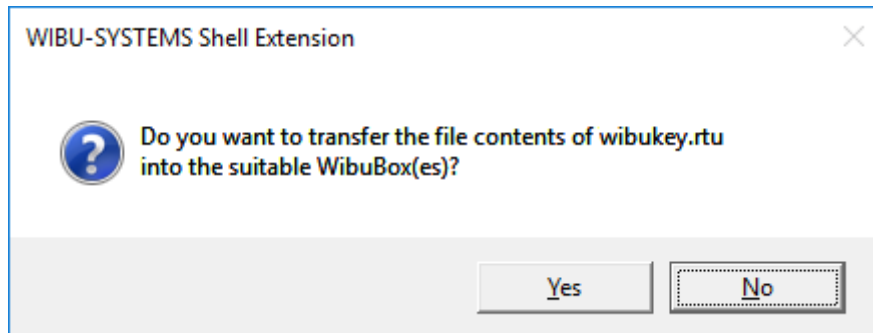 WIBU-SYSTEMS Shell Extension
Do you want to transfer the file contents of wibukey.rtu
into the suitable WibuBox(es)?
Yes
No